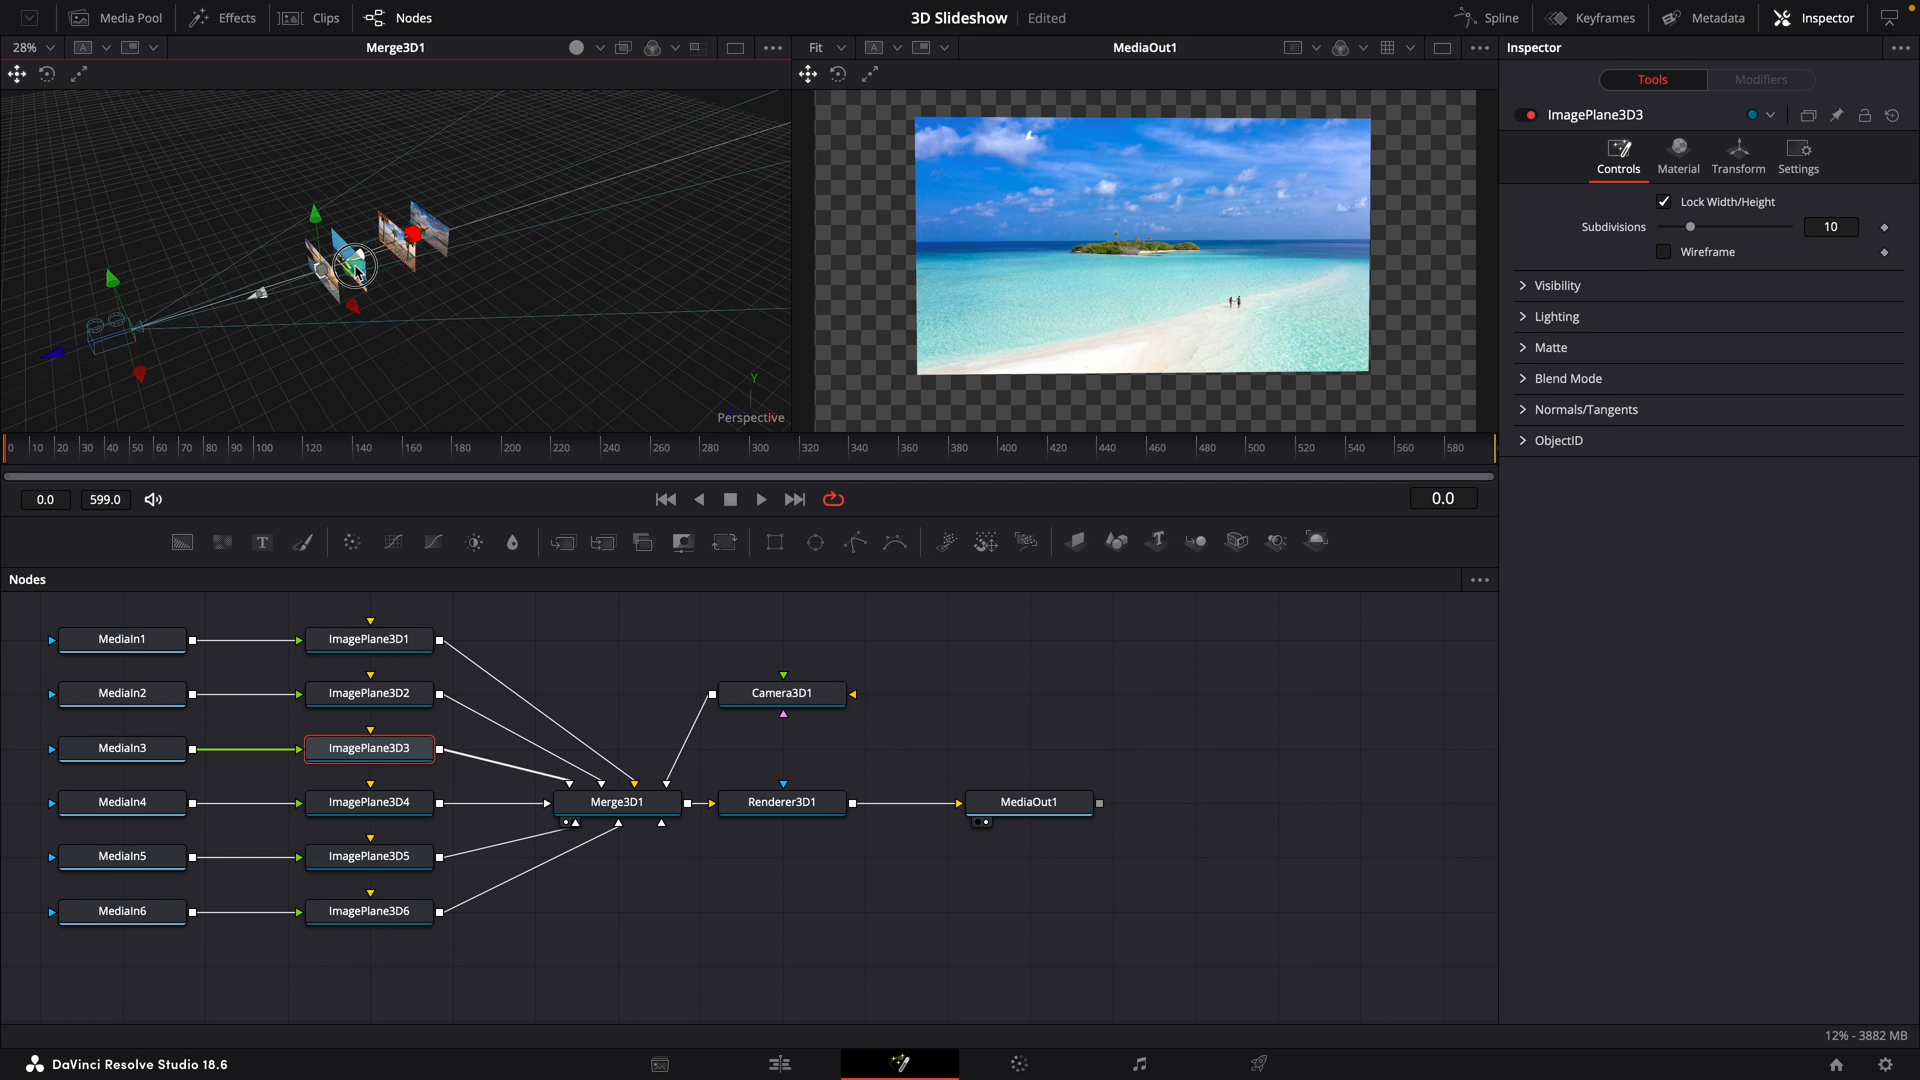 Media Pool
Effects
Clips
Nodes
3D Slideshow
Edited
Spline
Keyframes
Metadata
Inspector
28%
A
Merge3D1
Fit
A
MediaOut1
Inspector
Tools
Modifiers
ImagePlane3D3
Controls
Material
Transform
Settings
Lock Width/Height
Subdivisions
10
Wireframe
Visibility
Lighting
Matte
Blend Mode
Normals/Tangents
ObjectID
Y
Perspective
0 10 20 30 40 50 60 70 80 90 100 120 140 160 180 200 220 240 260 280 300 320 340 360 380 400 420 440 460 480 500 520 540 560 580
0.0
599.0
0.0
T
T
Nodes
MediaIn1
ImagePlane3D1
MediaIn2
ImagePlane3D2
Camera3D1
MediaIn3
ImagePlane3D3
MediaIn4
ImagePlane3D4
Merge3D1
Renderer3D1
MediaOut1
MediaIn5
ImagePlane3D5
MediaIn6
ImagePlane3D6
12% - 3882 MB
DaVinci Resolve Studio 18.6